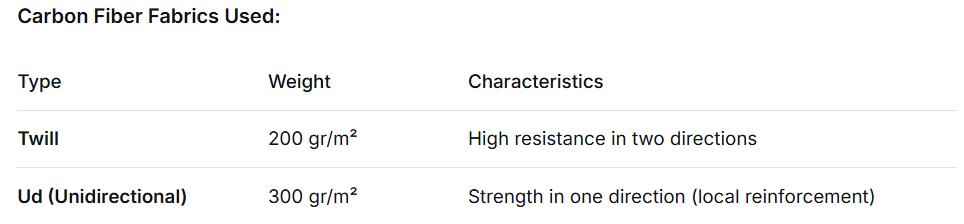 Carbon Fiber Fabrics Used:
Type Weight Characteristics
Twill 200 gr/m² High resistance in two directions
Ud (Unidirectional) 300 gr/m² Strength in one direction (local reinforcement)